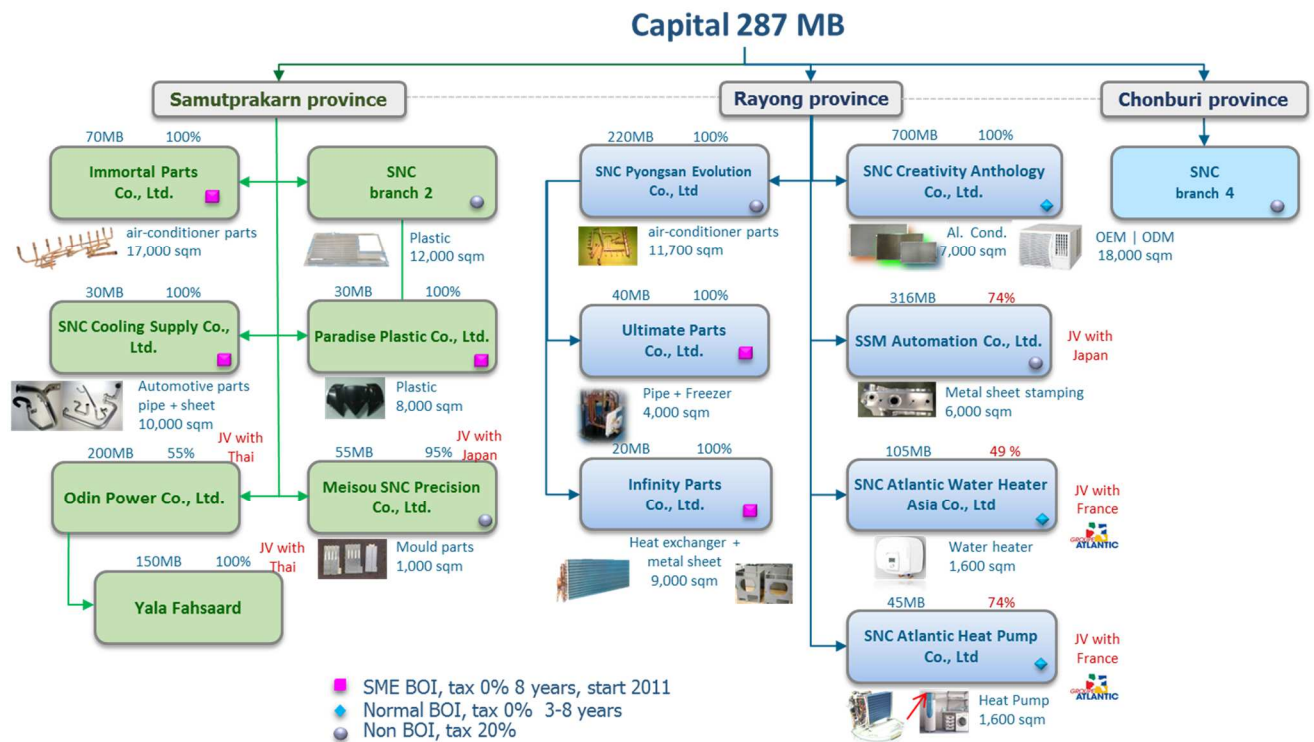 Capital 287 MB
Samutprakarn province
Rayong province
Chonburi province
70MB 100%
Immortal Parts
Co., Ltd.
air-conditioner parts
17,000 sqm
SNC
branch 2
Plastic
12,000 sqm
30MB 100%
SNC Cooling Supply Co.,
Ltd.
Automotive parts
pipe + sheet
10,000 sqm
30MB 100%
Paradise Plastic Co., Ltd.
Plastic
8,000 sqm
200MB 55%
JV with
Thai
Odin Power Co., Ltd.
55MB 95%
JV with
Japan
Meisou SNC Precision
Co., Ltd.
Mould parts
1,000 sqm
150MB 100%
JV with
Thai
Yala Fahsaard
220MB 100%
SNC Pyongsan Evolution
Co., Ltd
air-conditioner parts
11,700 sqm
40MB 100%
Ultimate Parts
Co., Ltd.
Pipe + Freezer
4,000 sqm
20MB 100%
Infinity Parts
Co., Ltd.
Heat exchanger +
metal sheet
9,000 sqm
700MB 100%
SNC Creativity Anthology
Co., Ltd.
Al. Cond.
7,000 sqm
OEM | ODM
18,000 sqm
316MB 74%
SSM Automation Co., Ltd.
JV with
Japan
Metal sheet stamping
6,000 sqm
105MB 49 %
SNC Atlantic Water Heater
Asia Co., Ltd
JV with
France
GROUPE
ATLANTIC
Water heater
1,600 sqm
45MB 74%
SNC Atlantic Heat Pump
Co., Ltd
JV with
France
GROUPE
ATLANTIC
Heat Pump
1,600 sqm
SNC
branch 4
SME BOI, tax 0% 8 years, start 2011
Normal BOI, tax 0% 3-8 years
Non BOI, tax 20%